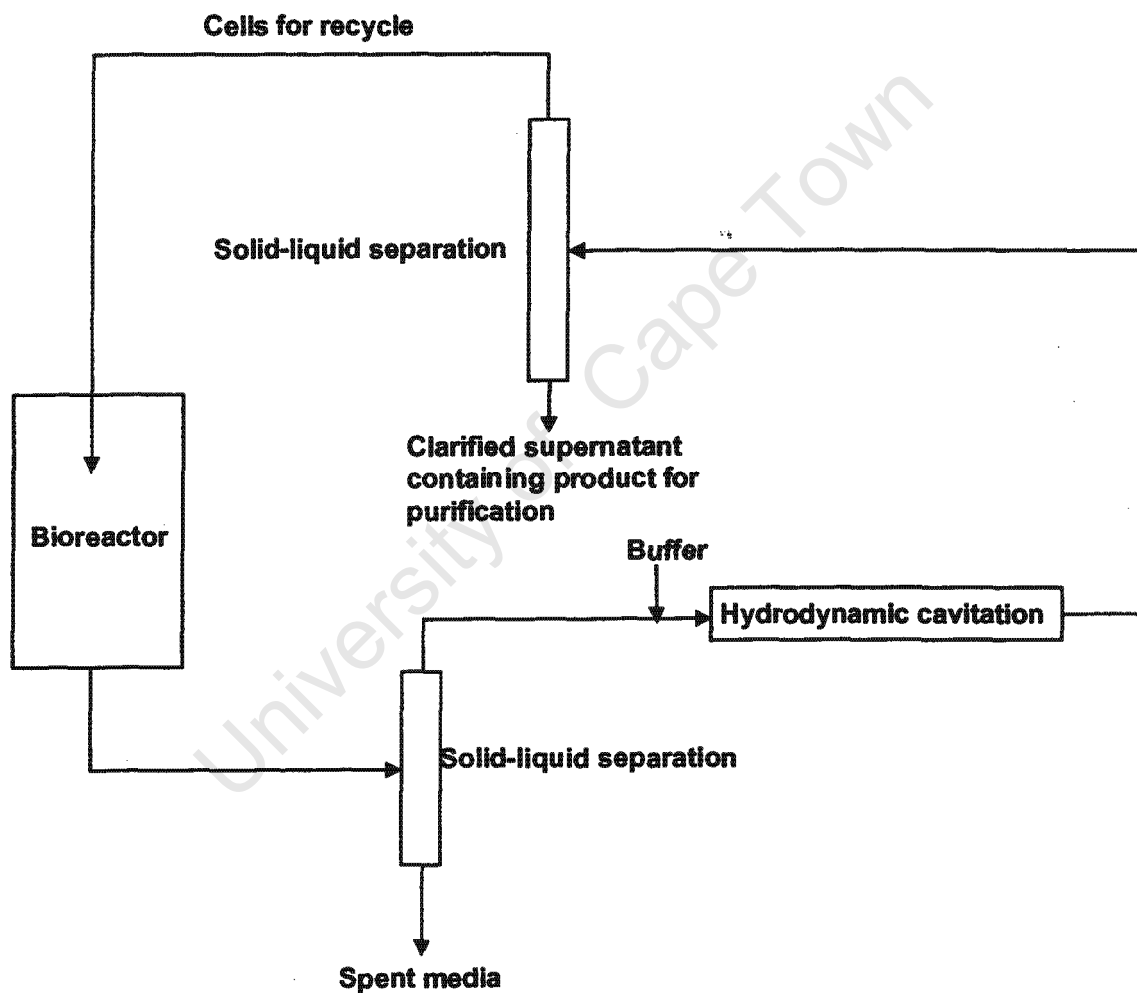 Cells for recycle
Solid-liquid separation
Clarified supernatant
containing product for
purification
Bioreactor
Buffer
Hydrodynamic cavitation
Solid-liquid separation
Spent media
University of Cape Town